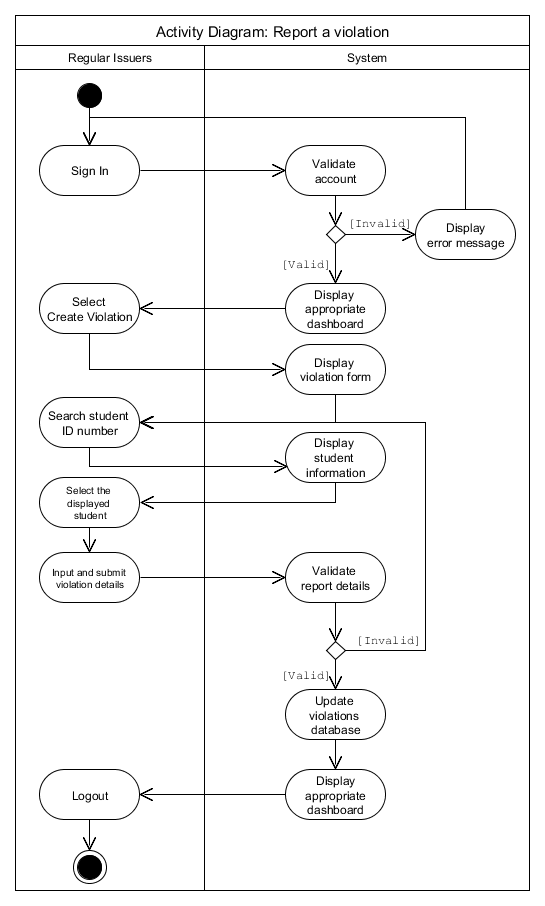 Activity Diagram: Report a violation
Regular Issuers
System
Sign In
Validate
account
[Invalid]
Display
error message
[Valid]
Select
Create Violation
Display
appropriate
dashboard
Display
violation form
Search student
ID number
Display
student
information
Select the
displayed
student
Input and submit
violation details
Validate
report details
[Invalid]
[Valid]
Update
violations
database
Logout
Display
appropriate
dashboard